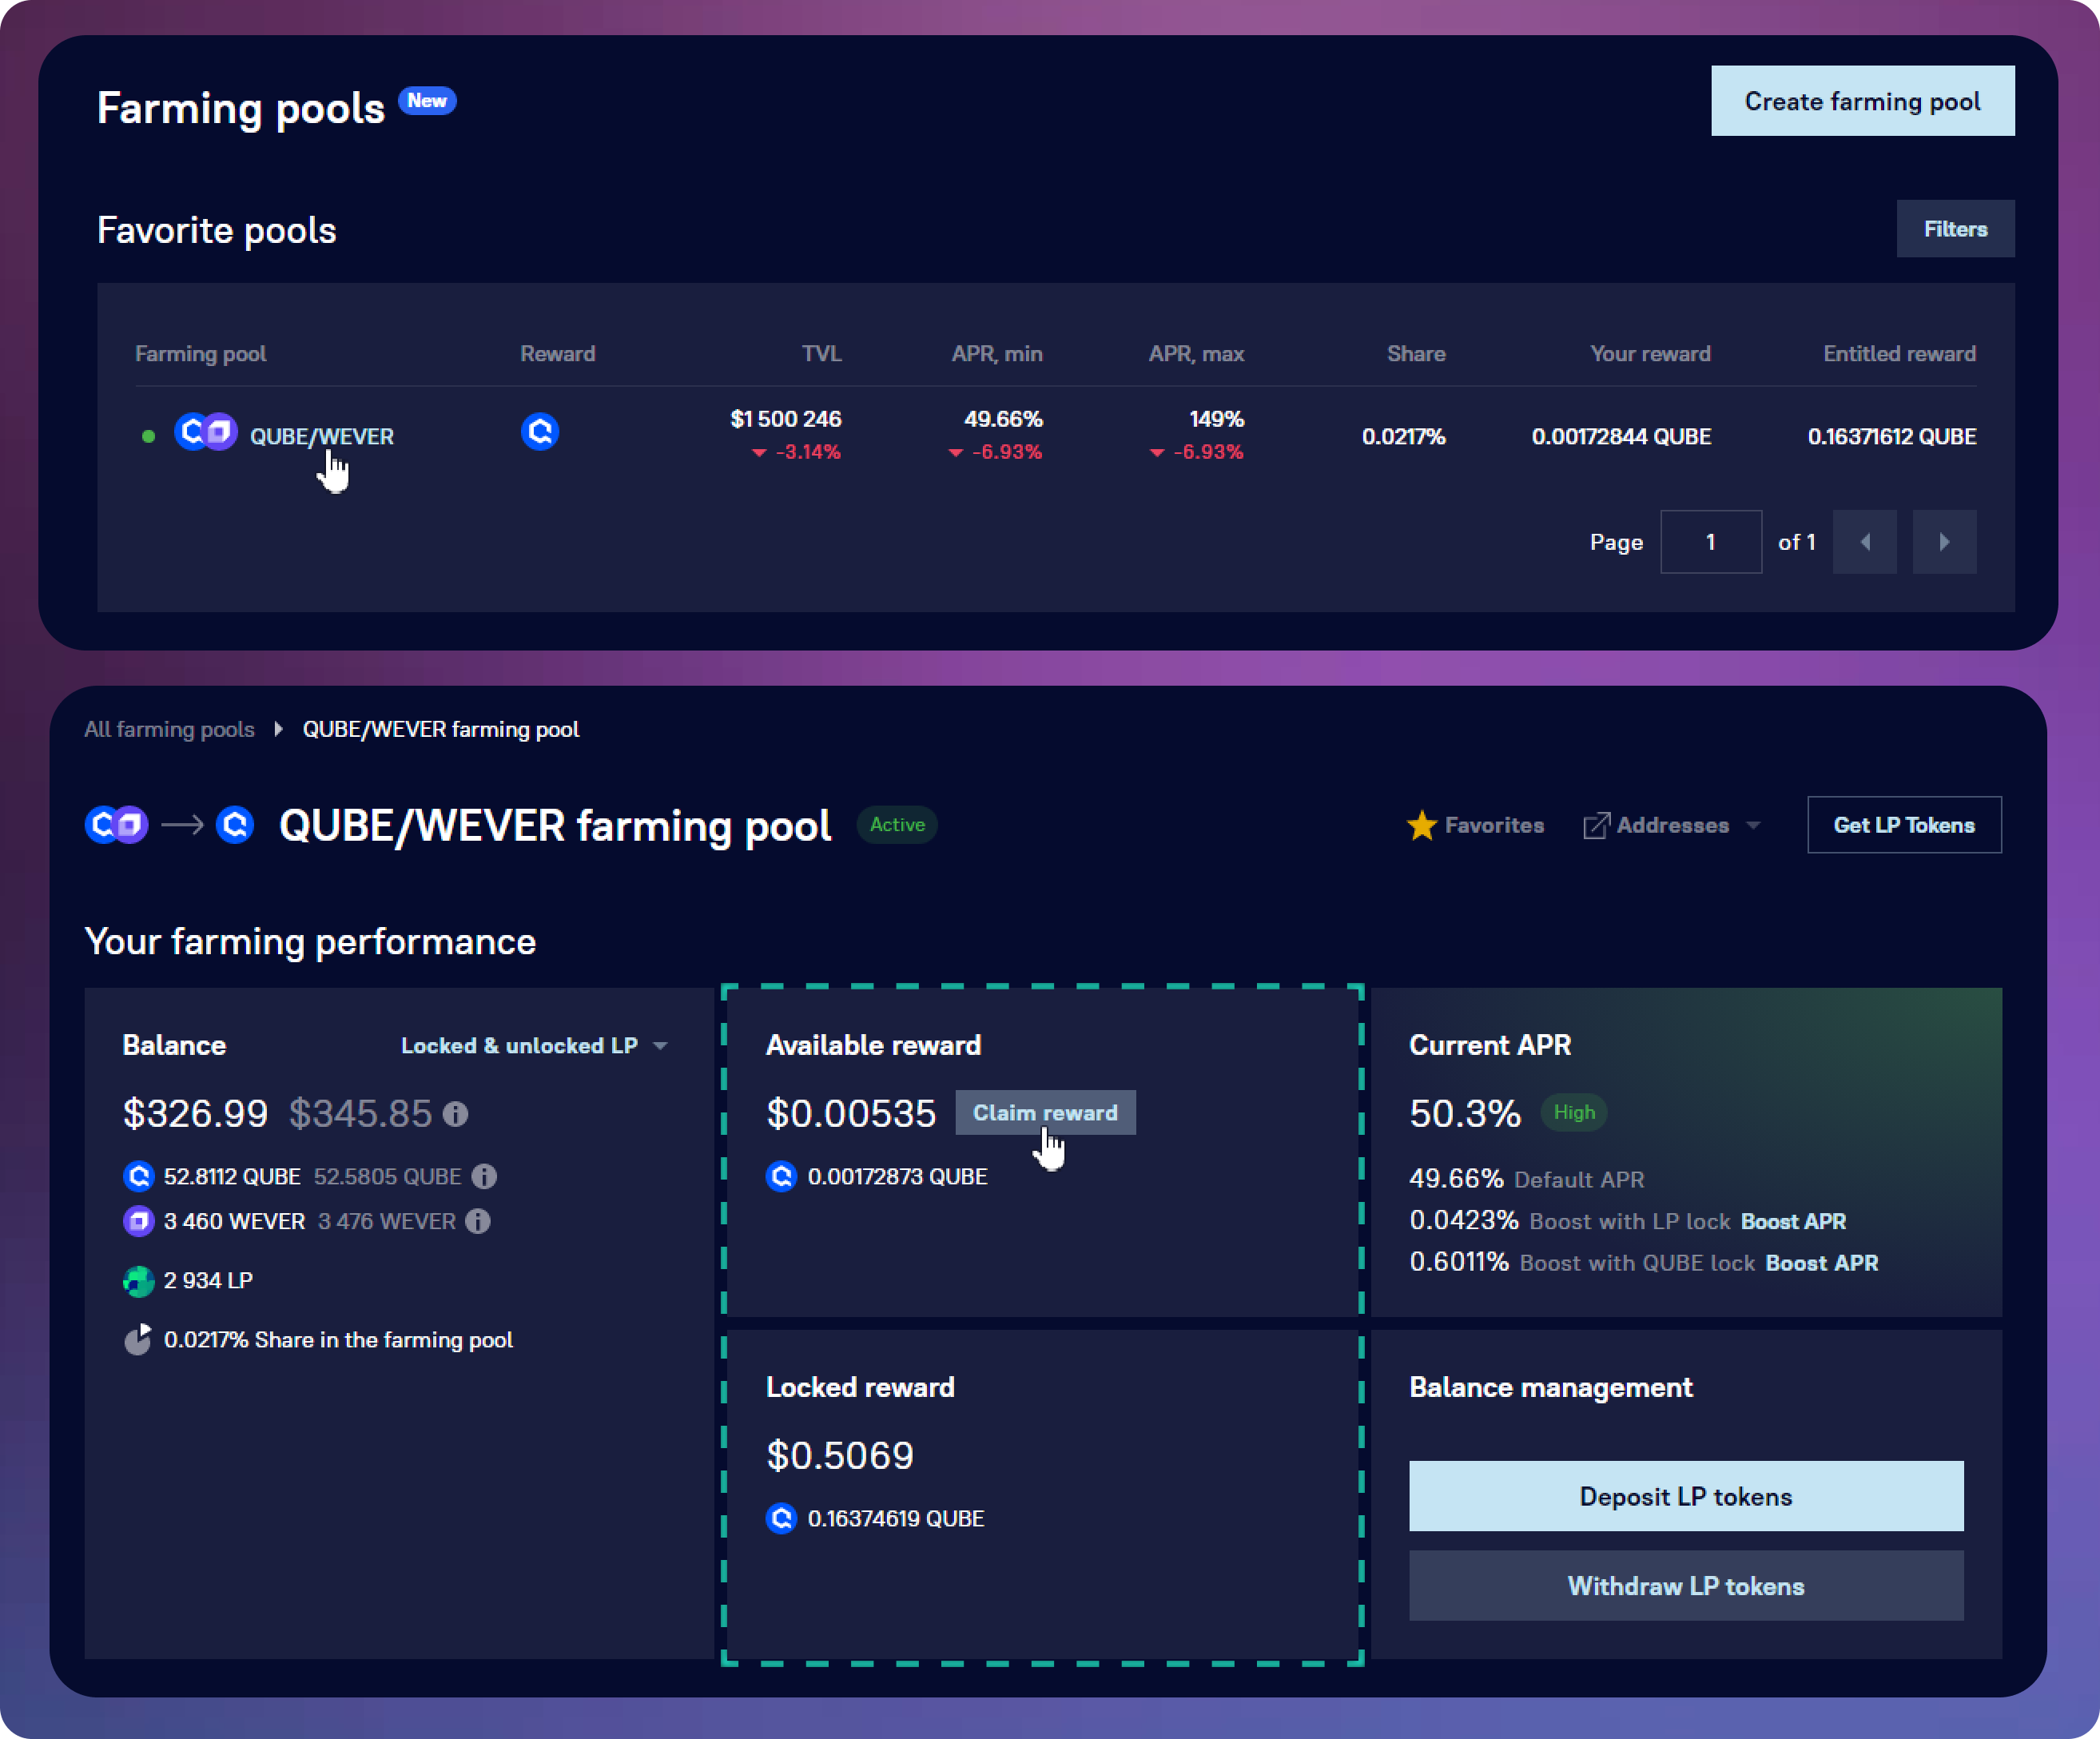 Farming pools New
Create farming pool
Favorite pools
Filters
Farming pool Reward TVL APR, min APR, max Share Your reward Entitled reward
QUBE/WEVER $1 500 246 49.66% 149% 0.0217% 0.00172844 QUBE 0.16371612 QUBE
-3.14% -6.93% -6.93%
Page 1 of 1
All farming pools QUBE/WEVER farming pool
QUBE/WEVER farming pool Active
Favorites Addresses Get LP Tokens
Your farming performance
Balance Locked & unlocked LP
$326.99 $345.85
52.8112 QUBE 52.5805 QUBE
3 460 WEVER 3 476 WEVER
2 934 LP
0.0217% Share in the farming pool
Available reward
$0.00535 Claim reward
0.00172873 QUBE
Locked reward
$0.5069
0.16374619 QUBE
Current APR
50.3% High
49.66% Default APR
0.0423% Boost with LP lock Boost APR
0.6011% Boost with QUBE lock Boost APR
Balance management
Deposit LP tokens
Withdraw LP tokens